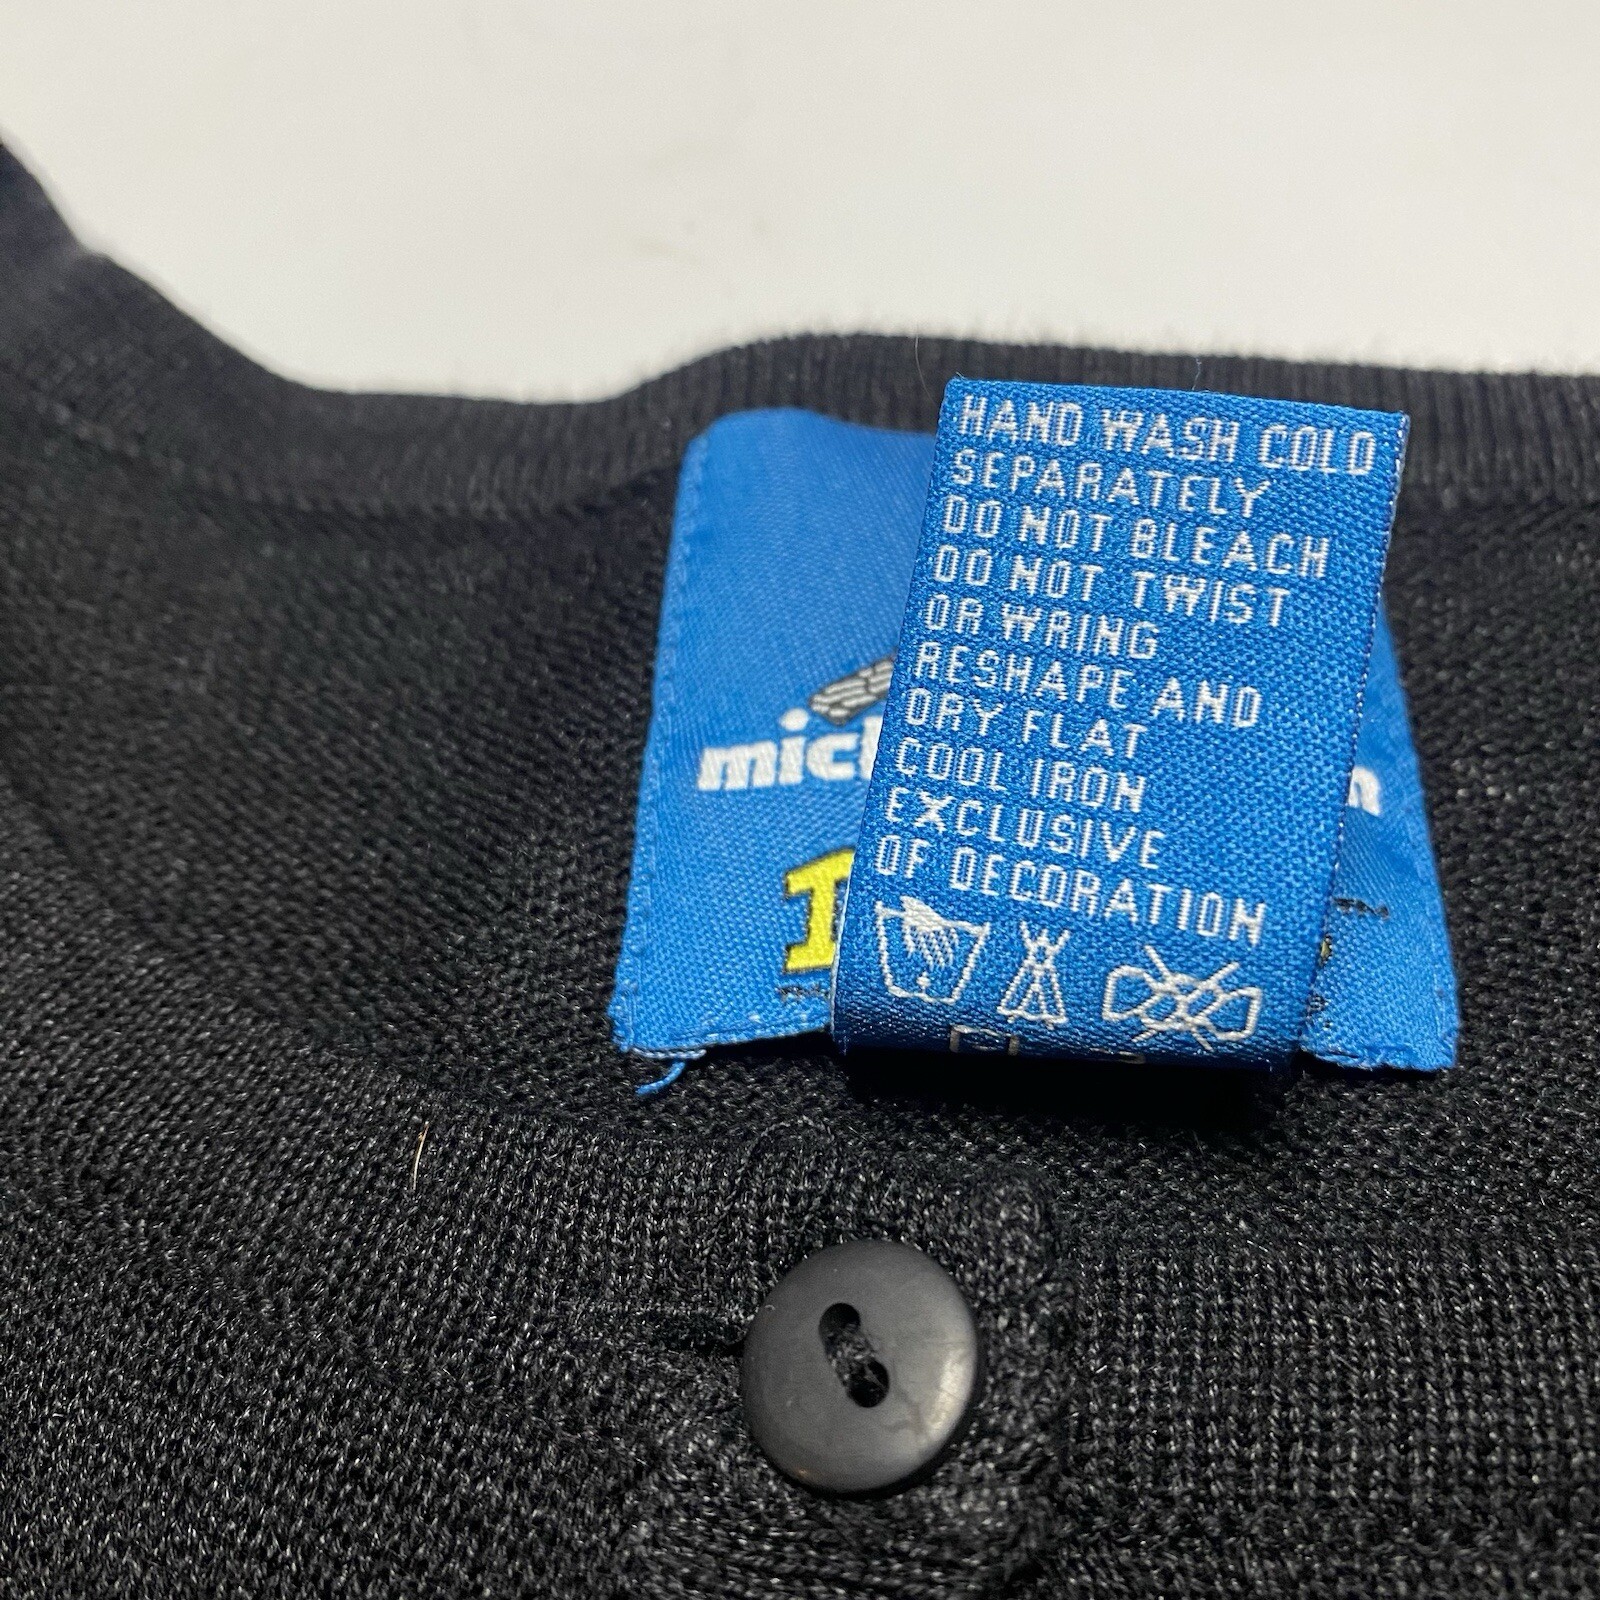 HAND WASH COLD
SEPARATELY
DO NOT BLEACH
DO NOT TWIST
OR WRING
RESHAPE AND
DRY FLAT
COOL IRON
EXCLUSIVE
OF DECORATION